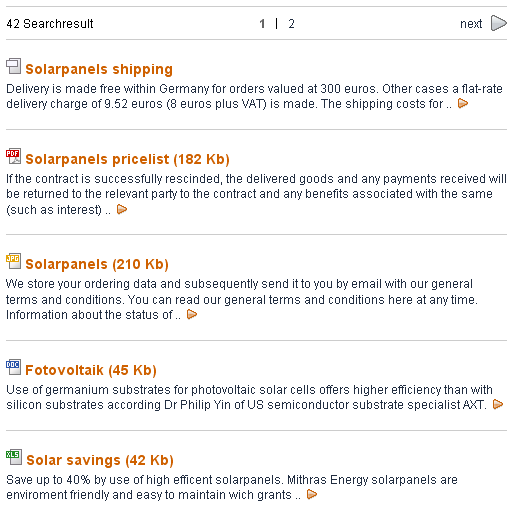 42 Searchresult 1 | 2 next
Solarpanels shipping
Delivery is made free within Germany for orders valued at 300 euros. Other cases a flat-rate
delivery charge of 9.52 euros (8 euros plus VAT) is made. The shipping costs for ..
PDF Solarpanels pricelist (182 Kb)
If the contract is successfully rescinded, the delivered goods and any payments received will
be returned to the relevant party to the contract and any benefits associated with the same
(such as interest) ..
JPG Solarpanels (210 Kb)
We store your ordering data and subsequently send it to you by email with our general
terms and conditions. You can read our general terms and conditions here at any time.
Information about the status of ..
DOC Fotovoltaik (45 Kb)
Use of germanium substrates for photovoltaic solar cells offers higher efficiency than with
silicon substrates according Dr Philip Yin of US semiconductor substrate specialist AXT.
XLS Solar savings (42 Kb)
Save up to 40% by use of high efficent solarpanels. Mithras Energy solarpanels are
enviroment friendly and easy to maintain wich grants ..